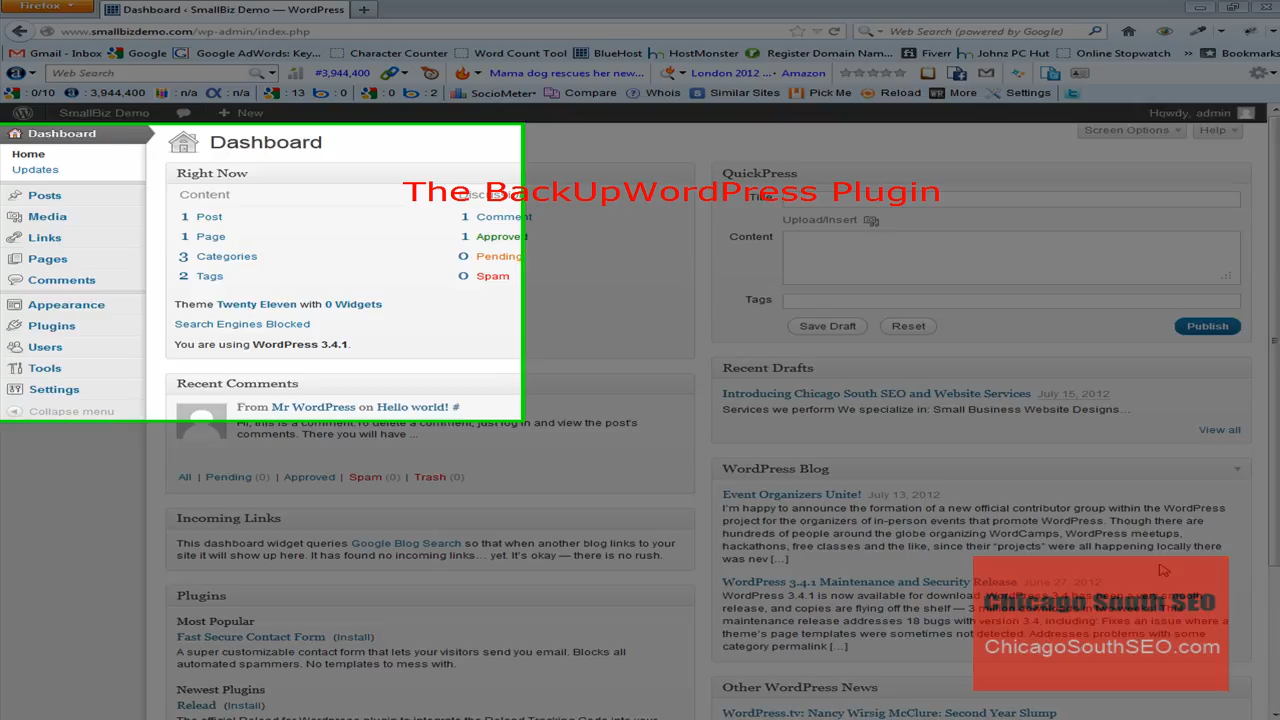 Firefox
Dashboard ‹ SmallBiz Demo — WordPress
www.smallbizdemo.com/wp-admin/index.php
Web Search (powered by Google)
Gmail - Inbox
Google
Google AdWords: Key...
Character Counter
Word Count Tool
BlueHost
HostMonster
Register Domain Nam...
Fiverr
Johnz PC Hut
Online Stopwatch
Bookmarks
Web Search
#3,944,400
Mama dog rescues her new...
London 2012 ...
Amazon
: 0/10
: 3,944,400
: n/a
: n/a
: 13
: 0
: 0
: 2
SocioMeter
Compare
Whois
Similar Sites
Pick Me
Reload
More
Settings
SmallBiz Demo
New
Howdy, admin
Dashboard
Home
Updates
Posts
Media
Links
Pages
Comments
Appearance
Plugins
Users
Tools
Settings
Collapse menu
Dashboard
Screen Options
Help
The BackUpWordPress Plugin
Right Now
Content
1 Post
1 Comment
1 Page
1 Approved
3 Categories
0 Pending
2 Tags
0 Spam
Theme Twenty Eleven with 0 Widgets
Search Engines Blocked
You are using WordPress 3.4.1.
Recent Comments
From Mr WordPress on Hello world! #
Hi, this is a comment.To delete a comment, just log in and view the post's
comments. There you will have ...
All | Pending (0) | Approved | Spam (0) | Trash (0)
Incoming Links
This dashboard widget queries Google Blog Search so that when another blog links to your
site it will show up here. It has found no incoming links… yet. It's okay — there is no rush.
Plugins
Most Popular
Fast Secure Contact Form (Install)
A super customizable contact form that lets your visitors send you email. Blocks all
automated spammers. No templates to mess with.
Newest Plugins
Relead (Install)
QuickPress
Title
Upload/Insert
Content
Tags
Save Draft
Reset
Publish
Recent Drafts
Introducing Chicago South SEO and Website Services July 15, 2012
Services we perform We specialize in: Small Business Website Designs…
View all
WordPress Blog
Event Organizers Unite! July 13, 2012
I'm happy to announce the formation of a new official contributor group within the WordPress
project for the organizers of in-person events that promote WordPress. Though there are
hundreds of people around the globe organizing WordCamps, WordPress meetups,
hackathons, free classes and the like, since their "projects" were all happening locally there
was nev […]
WordPress 3.4.1 Maintenance and Security Release June 27, 2012
WordPress 3.4.1 is now available for download
release, and copies are flying off the shelf — 3
maintenance release addresses 18 bugs with version 3.4, including: Fixes an issue where a
theme's page templates were sometimes not detected. Addresses problems with some
category permalink […]
Chicago South SEO
ChicagoSouthSEO.com
Other WordPress News
WordPress.tv: Nancy Wirsig McClure: Second Year Slump